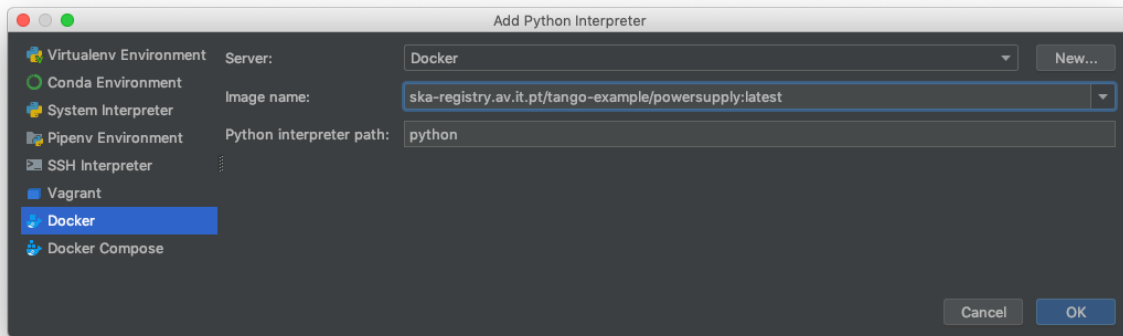 Add Python Interpreter
Virtualenv Environment
Conda Environment
System Interpreter
Pipenv Environment
SSH Interpreter
Vagrant
Docker
Docker Compose
Server: Docker New...
Image name: ska-registry.av.it.pt/tango-example/powersupply:latest
Python interpreter path: python
Cancel OK